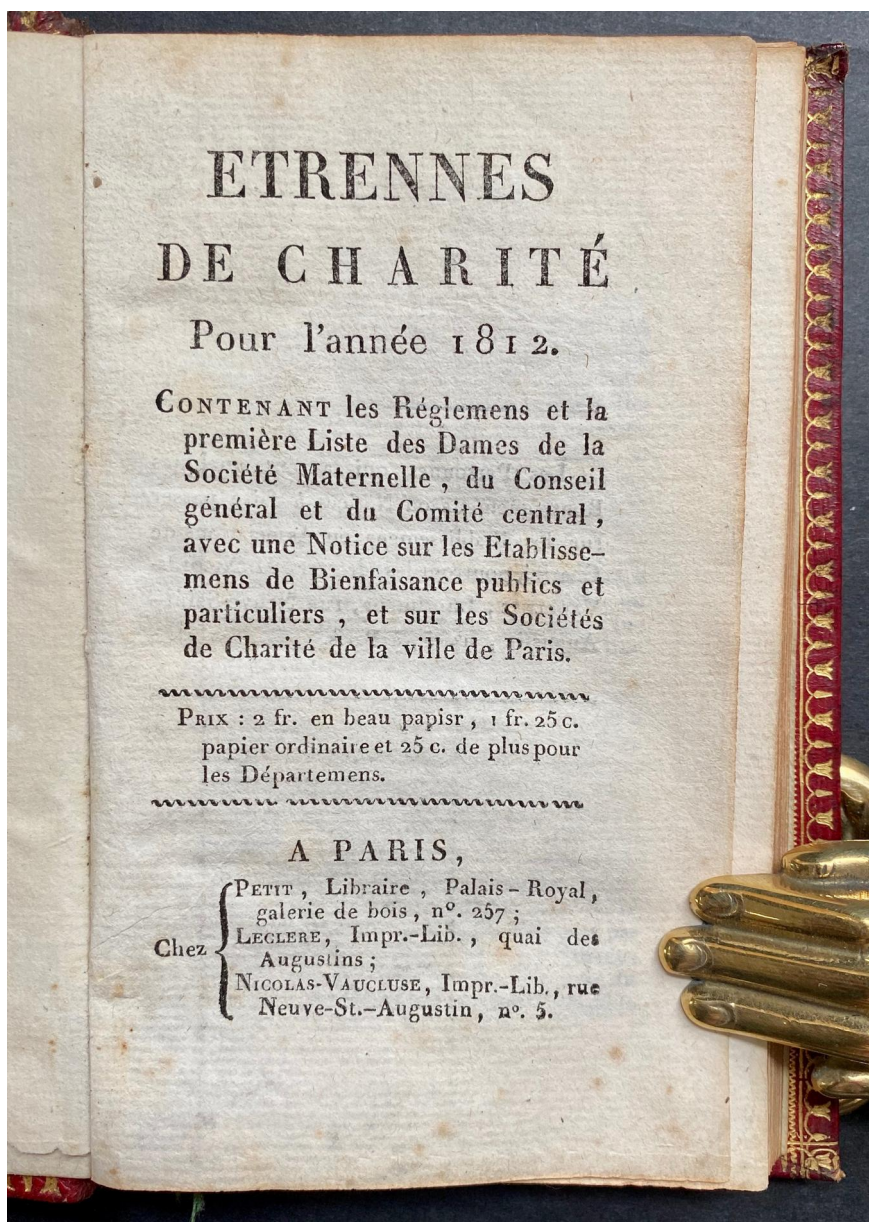 ETRENNES
DE CHARITÉ
Pour l'année 1812.
CONTENANT les Réglemens et la
première Liste des Dames de la
Société Maternelle , du Conseil
général et du Comité central ,
avec une Notice sur les Etablisse-
mens de Bienfaisance publics et
particuliers , et sur les Sociétés
de Charité de la ville de Paris.
PRIX : 2 fr. en beau papisr , 1 fr. 25 c.
papier ordinaire et 25 c. de plus pour
les Départemens.
A PARIS,
Chez
PETIT , Libraire , Palais-Royal,
galerie de bois , nº. 257 ;
LECLERE, Impr.-Lib. , quai des
Augustins ;
NICOLAS-VAUCLUSE, Impr.-Lib., rue
Neuve-St.-Augustin, nº. 5.